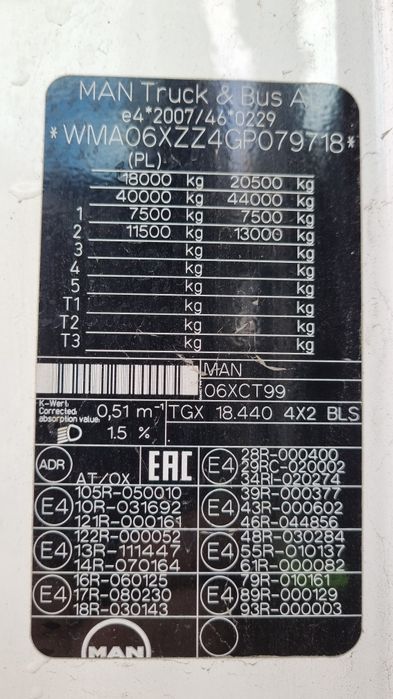 MAN Truck & Bus A
e4*2007/46*0229
*WMA06XZZ4GP079718*
(PL)
18000 kg 20500 kg
40000 kg 44000 kg
1 7500 kg 7500 kg
2 11500 kg 13000 kg
3 kg kg
4 kg kg
5 kg kg
T1 kg kg
T2 kg kg
T3 kg kg
MAN
06XCT99
K-Wert
Corrected
absorption value
0,51 m-1 TGX 18.440 4X2 BLS
1.5 %
ADR AT/OX EAC
E4 28R-000400
29RC-020002
34RI-020274
E4 105R-050010
10R-031692
121R-000161
E4 39R-000377
43R-000602
46R-044856
E4 122R-000052
13R-111447
14R-070164
E4 48R-030284
55R-010137
61R-000082
E4 16R-060125
17R-080230
18R-030143
E4 79R-010161
89R-000129
93R-000003
MAN